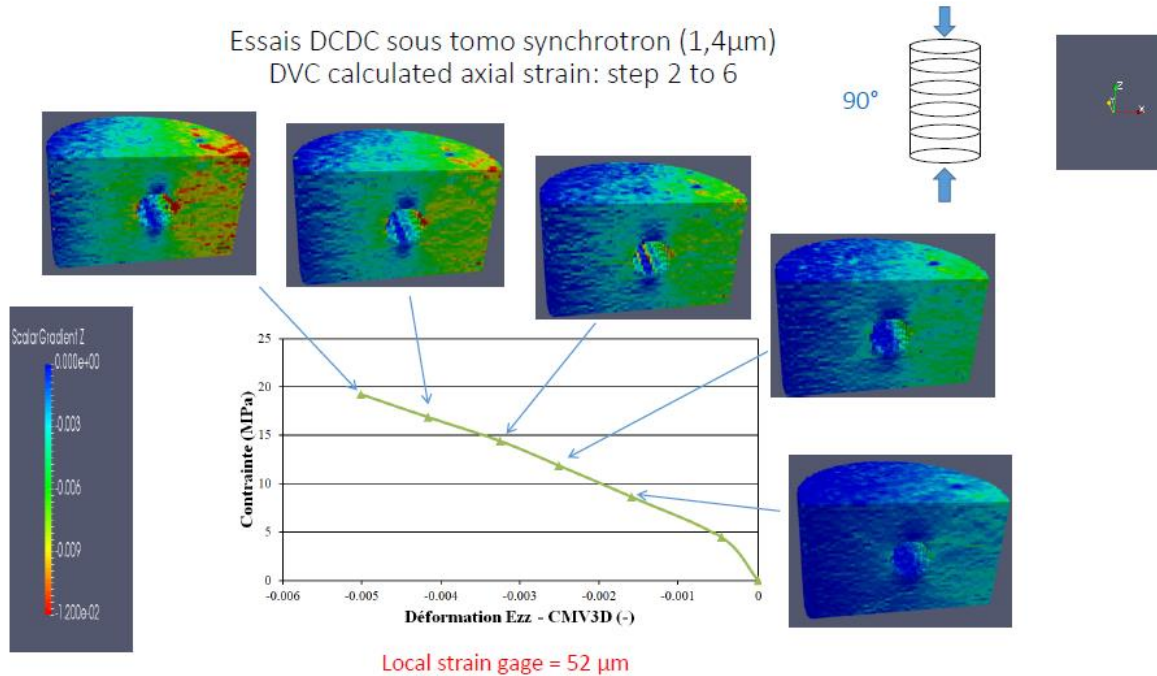 Essais DCDC sous tomo synchrotron (1,4µm)
DVC calculated axial strain: step 2 to 6
90°
Z
Y
X
ScalarGradient Z
0.000e+00
-0.003
-0.006
-0.009
-1.200e-02
Contrainte (MPa)
25
20
15
10
5
0
-0.006 -0.005 -0.004 -0.003 -0.002 -0.001 0
Déformation Ezz - CMV3D (-)
Local strain gage = 52 µm